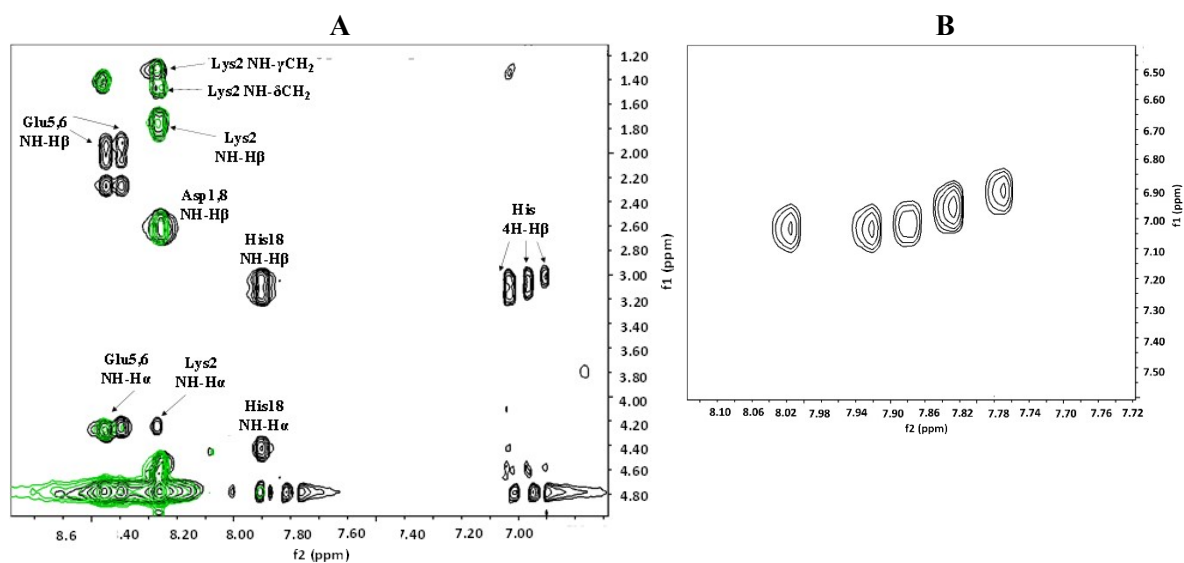 A
B
Lys2 NH-γCH2
Lys2 NH-δCH2
Glu5,6
NH-Hβ
Lys2
NH-Hβ
Asp1,8
NH-Hβ
His18
NH-Hβ
His
4H-Hβ
Glu5,6
NH-Hα
Lys2
NH-Hα
His18
NH-Hα
1.20
1.40
1.60
1.80
2.00
2.20
2.40
2.60
2.80
3.00
3.20
3.40
3.60
3.80
4.00
4.20
4.40
4.60
4.80
f1 (ppm)
8.6 8.40 8.20 8.00 7.80 7.60 7.40 7.20 7.00
f2 (ppm)
6.50
6.60
6.70
6.80
6.90
7.00
7.10
7.20
7.30
7.40
7.50
f1 (ppm)
8.10 8.06 8.02 7.98 7.94 7.90 7.86 7.82 7.78 7.74 7.70 7.72
f2 (ppm)